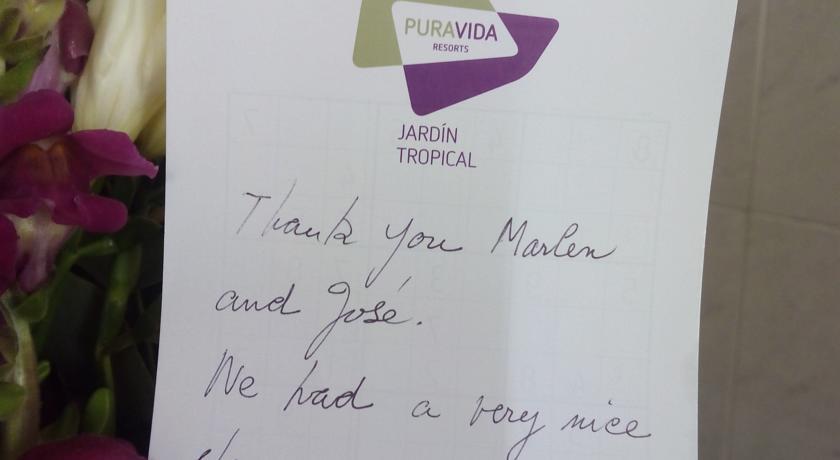 PURAVIDA
RESORTS
JARDÍN
TROPICAL
Thank you Marlen
and José.
We had a very nice